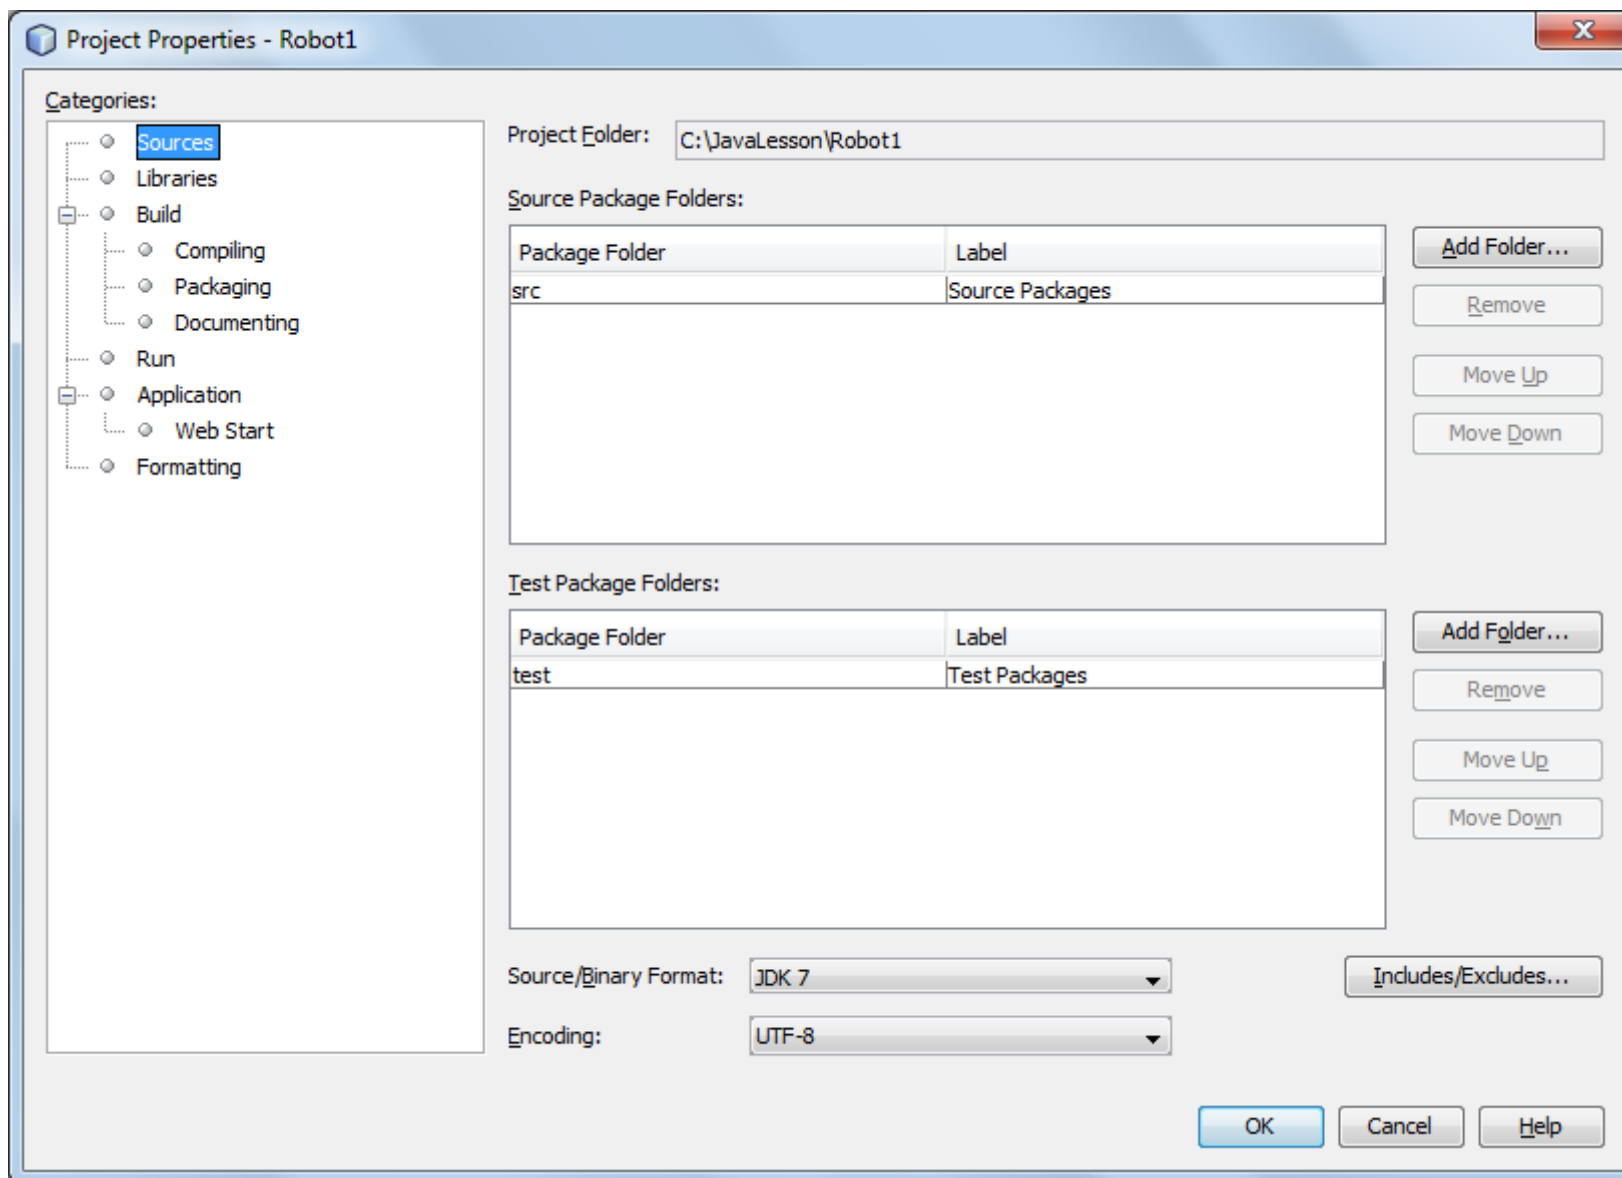 Project Properties - Robot1
Categories:
Sources
Libraries
Build
Compiling
Packaging
Documenting
Run
Application
Web Start
Formatting
Project Folder: C:\JavaLesson\Robot1
Source Package Folders:
Package Folder Label
src Source Packages
Add Folder...
Remove
Move Up
Move Down
Test Package Folders:
Package Folder Label
test Test Packages
Add Folder...
Remove
Move Up
Move Down
Source/Binary Format: JDK 7 Includes/Excludes...
Encoding: UTF-8
OK Cancel Help